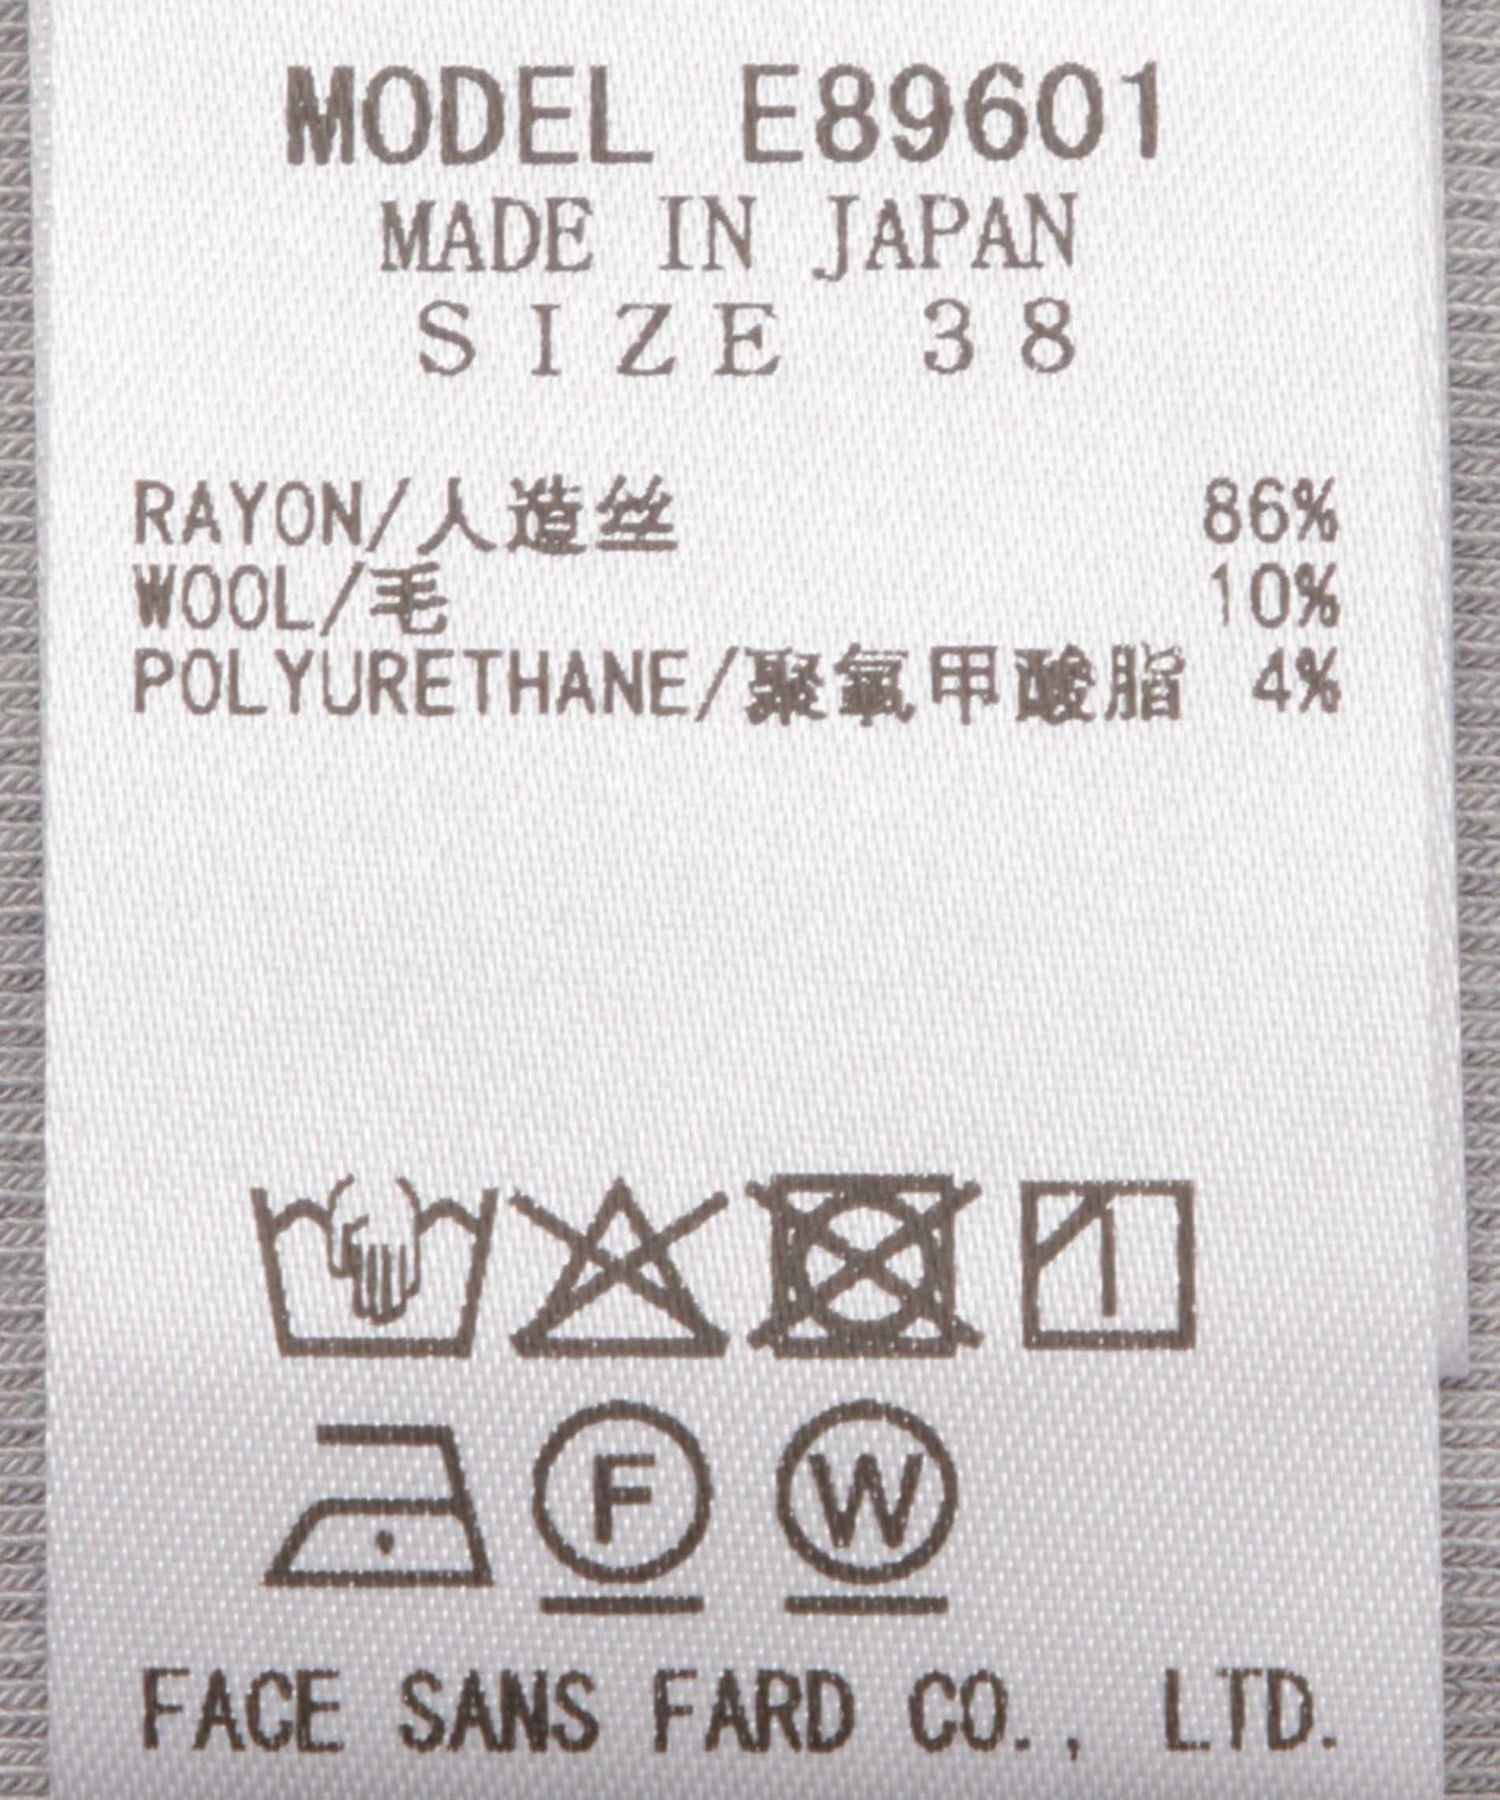 MODEL E89601
MADE IN JAPAN
SIZE 38
RAYON/人造丝 86%
WOOL/毛 10%
POLYURETHANE/聚氨甲酸脂 4%
F W
FACE SANS FARD CO., LTD.